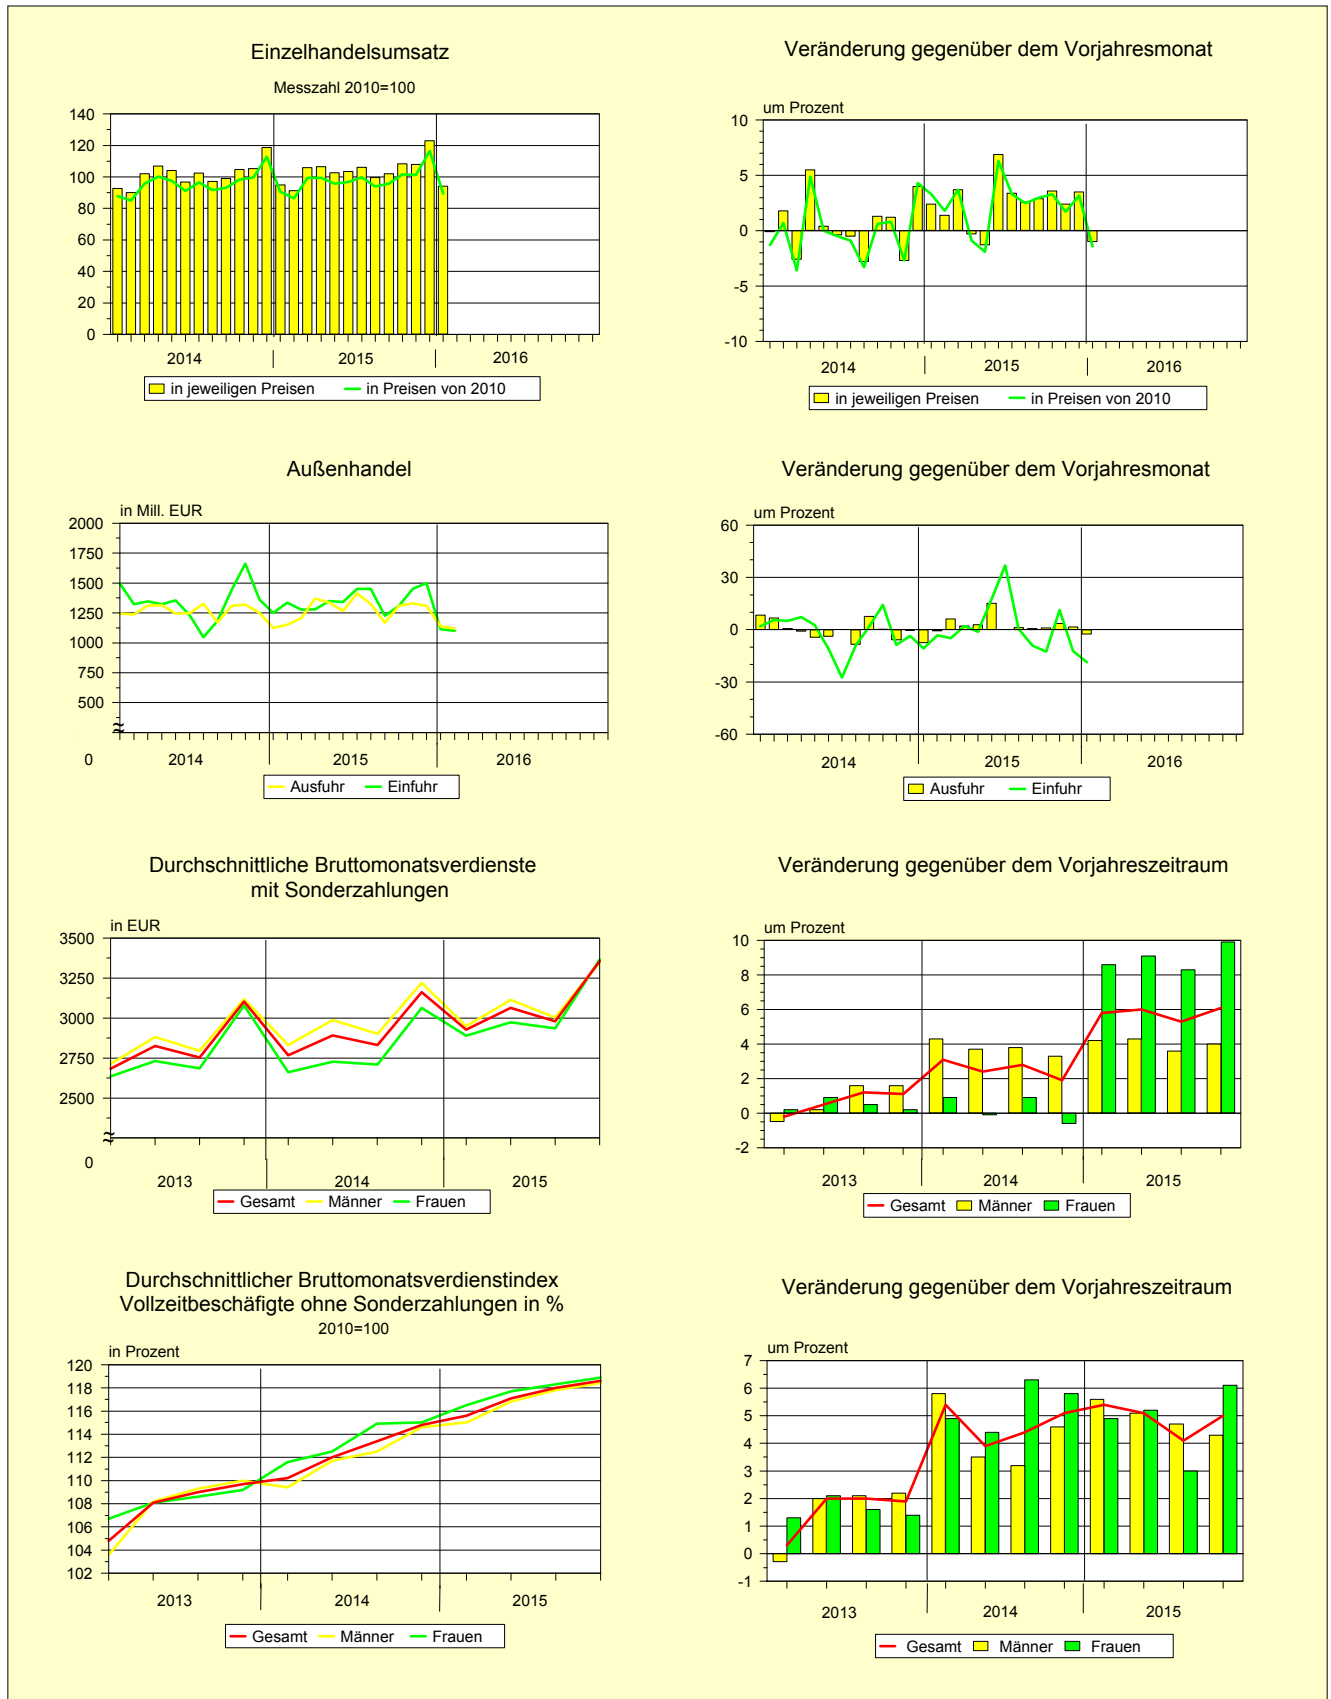 Einzelhandelsumsatz
Messzahl 2010=100
140
120
100
80
60
40
20
0
2014 2015 2016
in jeweiligen Preisen in Preisen von 2010
Veränderung gegenüber dem Vorjahresmonat
um Prozent
10
5
0
-5
-10
2014 2015 2016
in jeweiligen Preisen in Preisen von 2010
Außenhandel
in Mill. EUR
2000
1750
1500
1250
1000
750
500
0
2014 2015 2016
Ausfuhr Einfuhr
Veränderung gegenüber dem Vorjahresmonat
um Prozent
60
30
0
-30
-60
2014 2015 2016
Ausfuhr Einfuhr
Durchschnittliche Bruttomonatsverdienste
mit Sonderzahlungen
in EUR
3500
3250
3000
2750
2500
0
2013 2014 2015
Gesamt Männer Frauen
Veränderung gegenüber dem Vorjahreszeitraum
um Prozent
10
8
6
4
2
0
-2
2013 2014 2015
Gesamt Männer Frauen
Durchschnittlicher Bruttomonatsverdienstindex
Vollzeitbeschäfigte ohne Sonderzahlungen in %
2010=100
in Prozent
120
118
116
114
112
110
108
106
104
102
2013 2014 2015
Gesamt Männer Frauen
Veränderung gegenüber dem Vorjahreszeitraum
um Prozent
7
6
5
4
3
2
1
0
-1
2013 2014 2015
Gesamt Männer Frauen